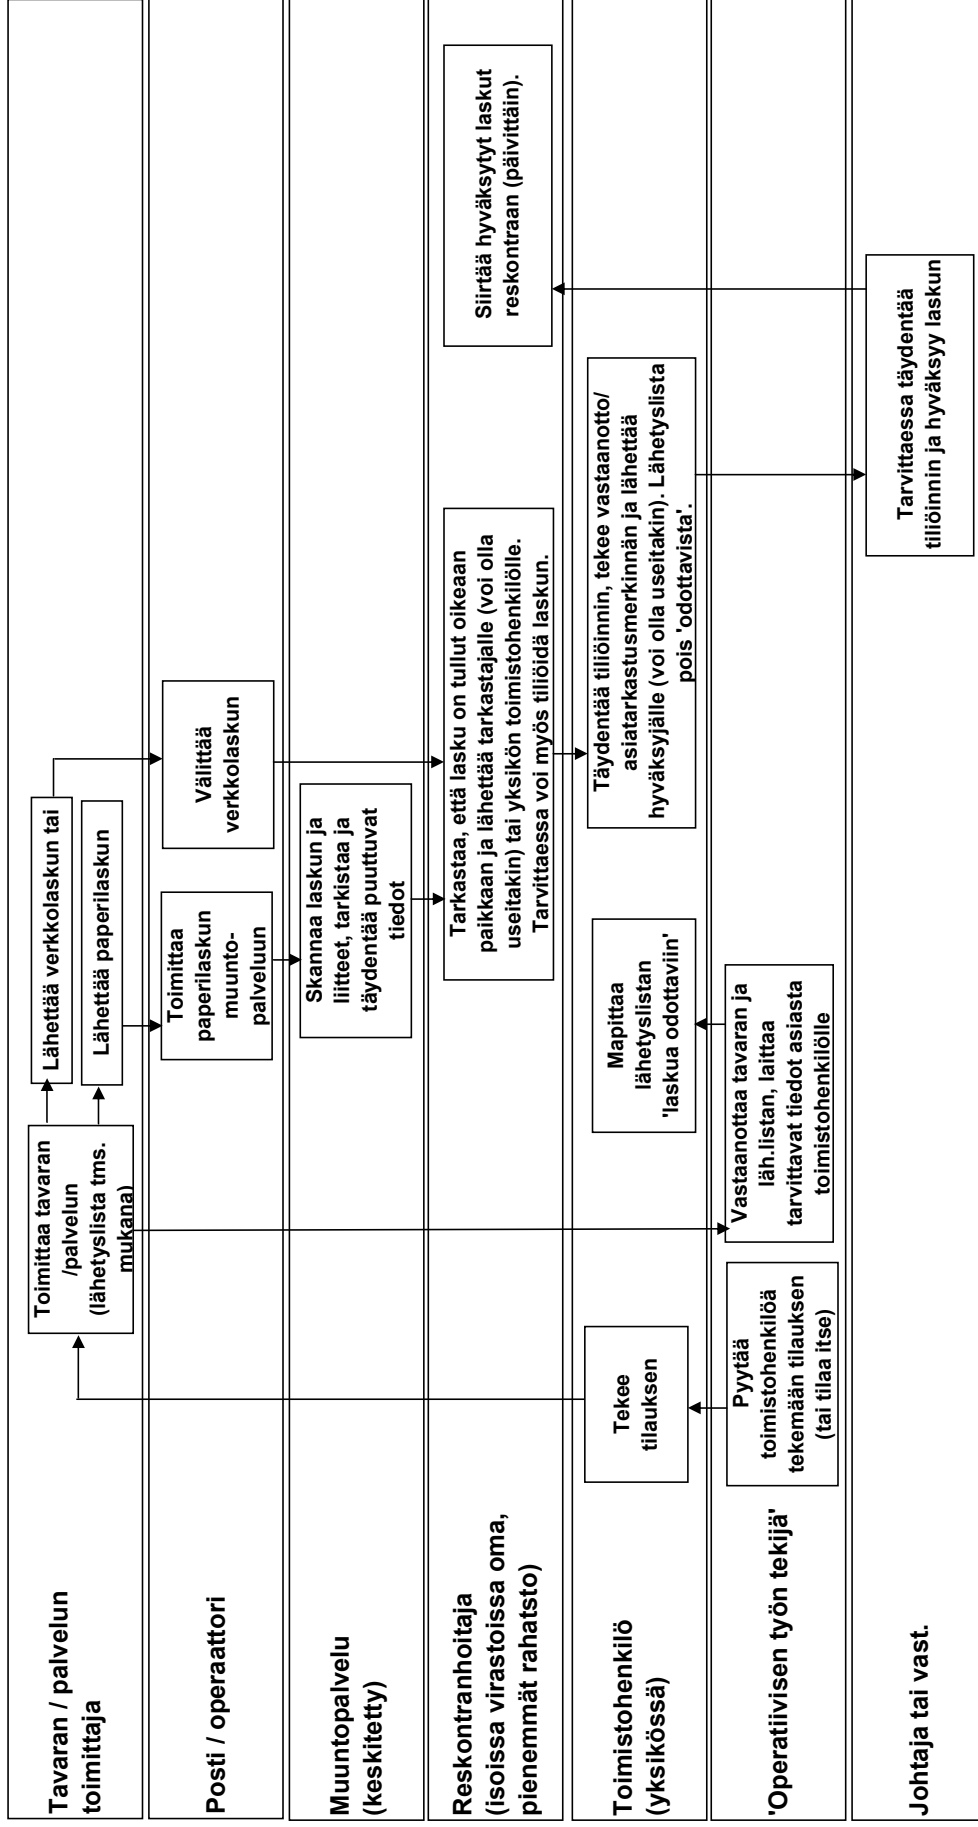 Tavaran / palvelun
toimittaja
Toimittaa tavaran
/palvelun
(lähetyslista tms.
mukana)
Lähettää verkkolaskun tai
Lähettää paperilaskun
Posti / operaattori
Toimittaa
paperilaskun
muunto-
palveluun
Välittää
verkkolaskun
Muuntopalvelu
(keskitetty)
Skannaa laskun ja
liitteet, tarkistaa ja
täydentää puuttuvat
tiedot
Reskontranhoitaja
(isoissa virastoissa oma,
pienemmät rahatsto)
Tarkastaa, että lasku on tullut oikeaan
paikkaan ja lähettää tarkastajalle (voi olla
useitakin) tai yksikön toimistohenkilölle.
Tarvittaessa voi myös tiliöidä laskun.
Siirtää hyväksytyt laskut
reskontraan (päivittäin).
Toimistohenkilö
(yksikössä)
Tekee
tilauksen
Mapittaa
lähetyslistan
'laskua odottaviin'
Täydentää tiliöinnin, tekee vastaanotto/
asiatarkastusmerkinnän ja lähettää
hyväksyjälle (voi olla useitakin). Lähetyslista
pois 'odottavista'.
'Operatiivisen työn tekijä'
Pyytää
toimistohenkilöä
tekemään tilauksen
(tai tilaa itse)
Vastaanottaa tavaran ja
läh.listan, laittaa
tarvittavat tiedot asiasta
toimistohenkilölle
Johtaja tai vast.
Tarvittaessa täydentää
tiliöinnin ja hyväksyy laskun